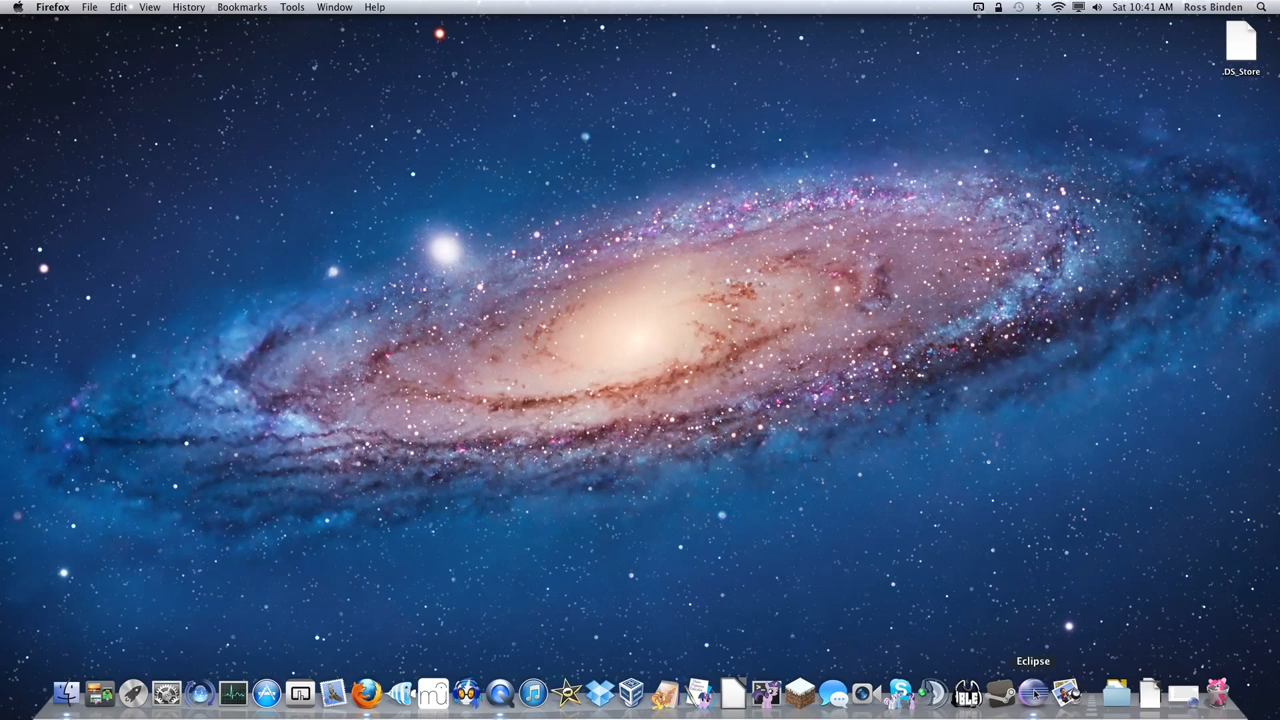 Firefox File Edit View History Bookmarks Tools Window Help Sat 10:41 AM Ross Binden
.DS_Store
Eclipse